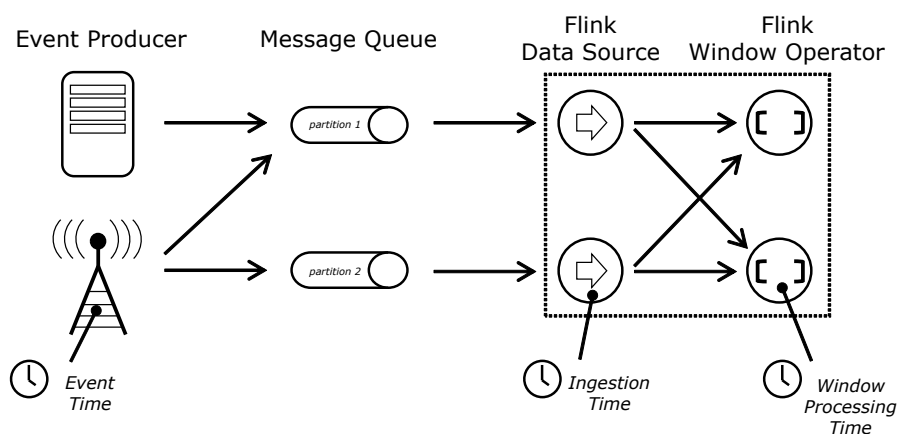 Event Producer
Message Queue
Flink
Data Source
Flink
Window Operator
partition 1
partition 2
Event
Time
Ingestion
Time
Window
Processing
Time